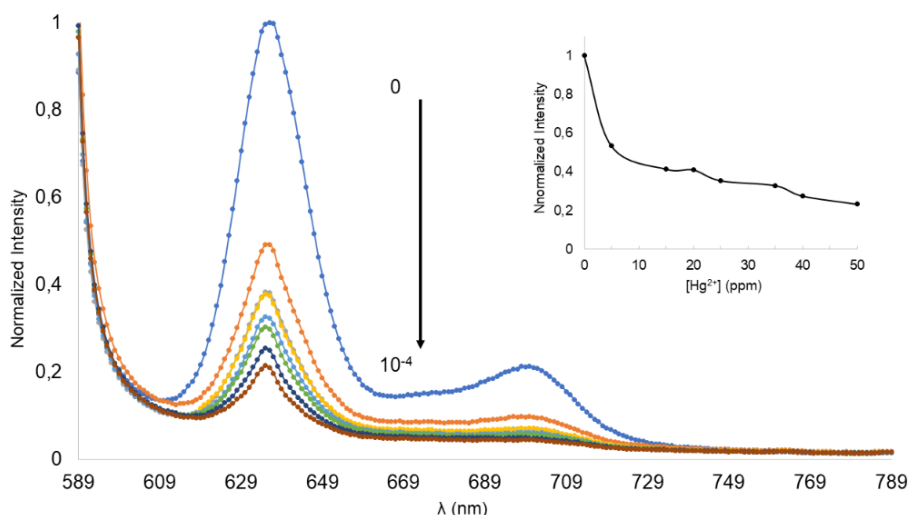 Normalized Intensity
1
0,8
0,6
0,4
0,2
0
589 609 629 649 669 689 709 729 749 769 789
λ (nm)
0
10⁻⁴
Nnormalized Intensity
1
0,8
0,6
0,4
0,2
0
0 10 20 30 40 50
[Hg²⁺] (ppm)